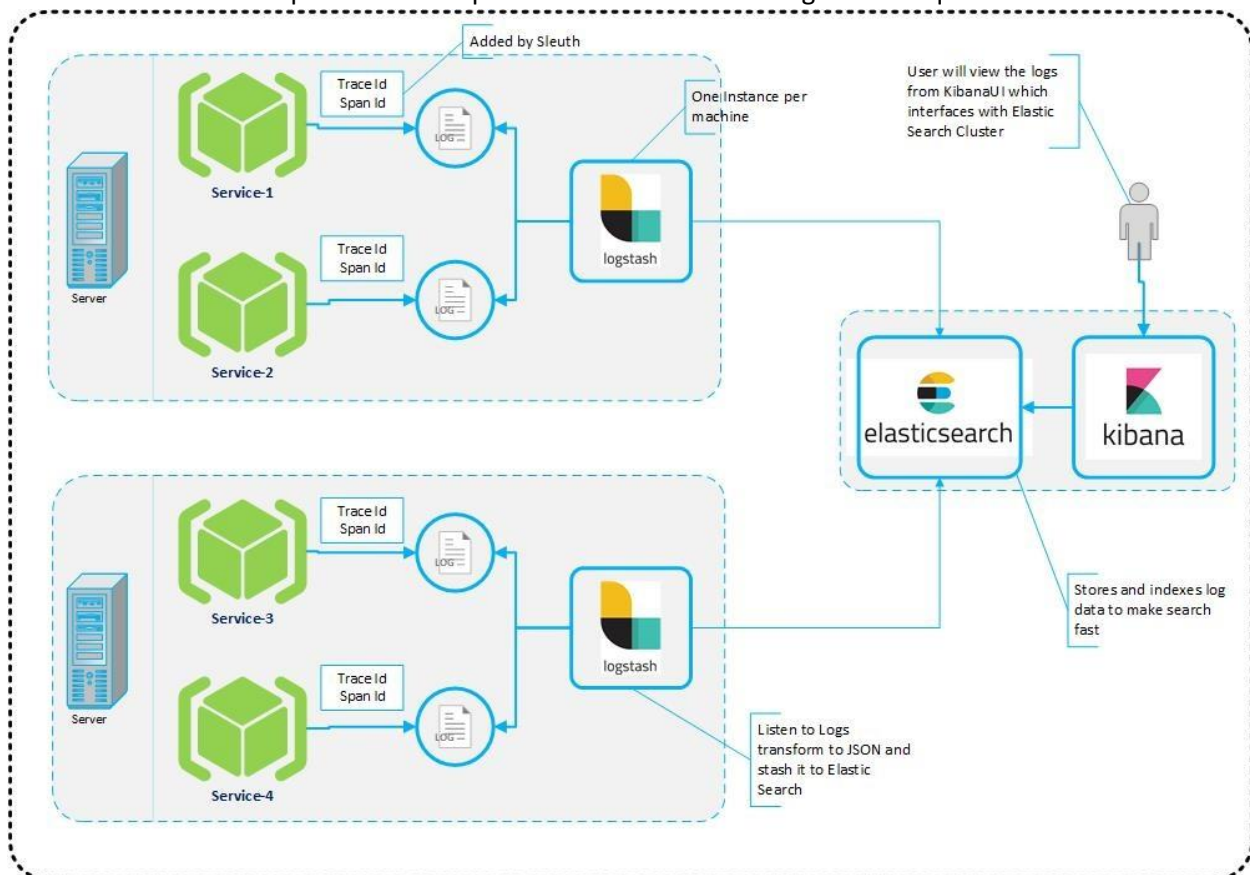 Added by Sleuth
Trace Id
Span Id
LOG
Service-1
One Instance per
machine
User will view the logs
from KibanaUI which
interfaces with Elastic
Search Cluster
Trace Id
Span Id
LOG
logstash
Server
Service-2
elasticsearch
kibana
Trace Id
Span Id
LOG
Service-3
Stores and indexes log
data to make search
fast
logstash
Trace Id
Span Id
LOG
Server
Service-4
Listen to Logs
transform to JSON and
stash it to Elastic
Search